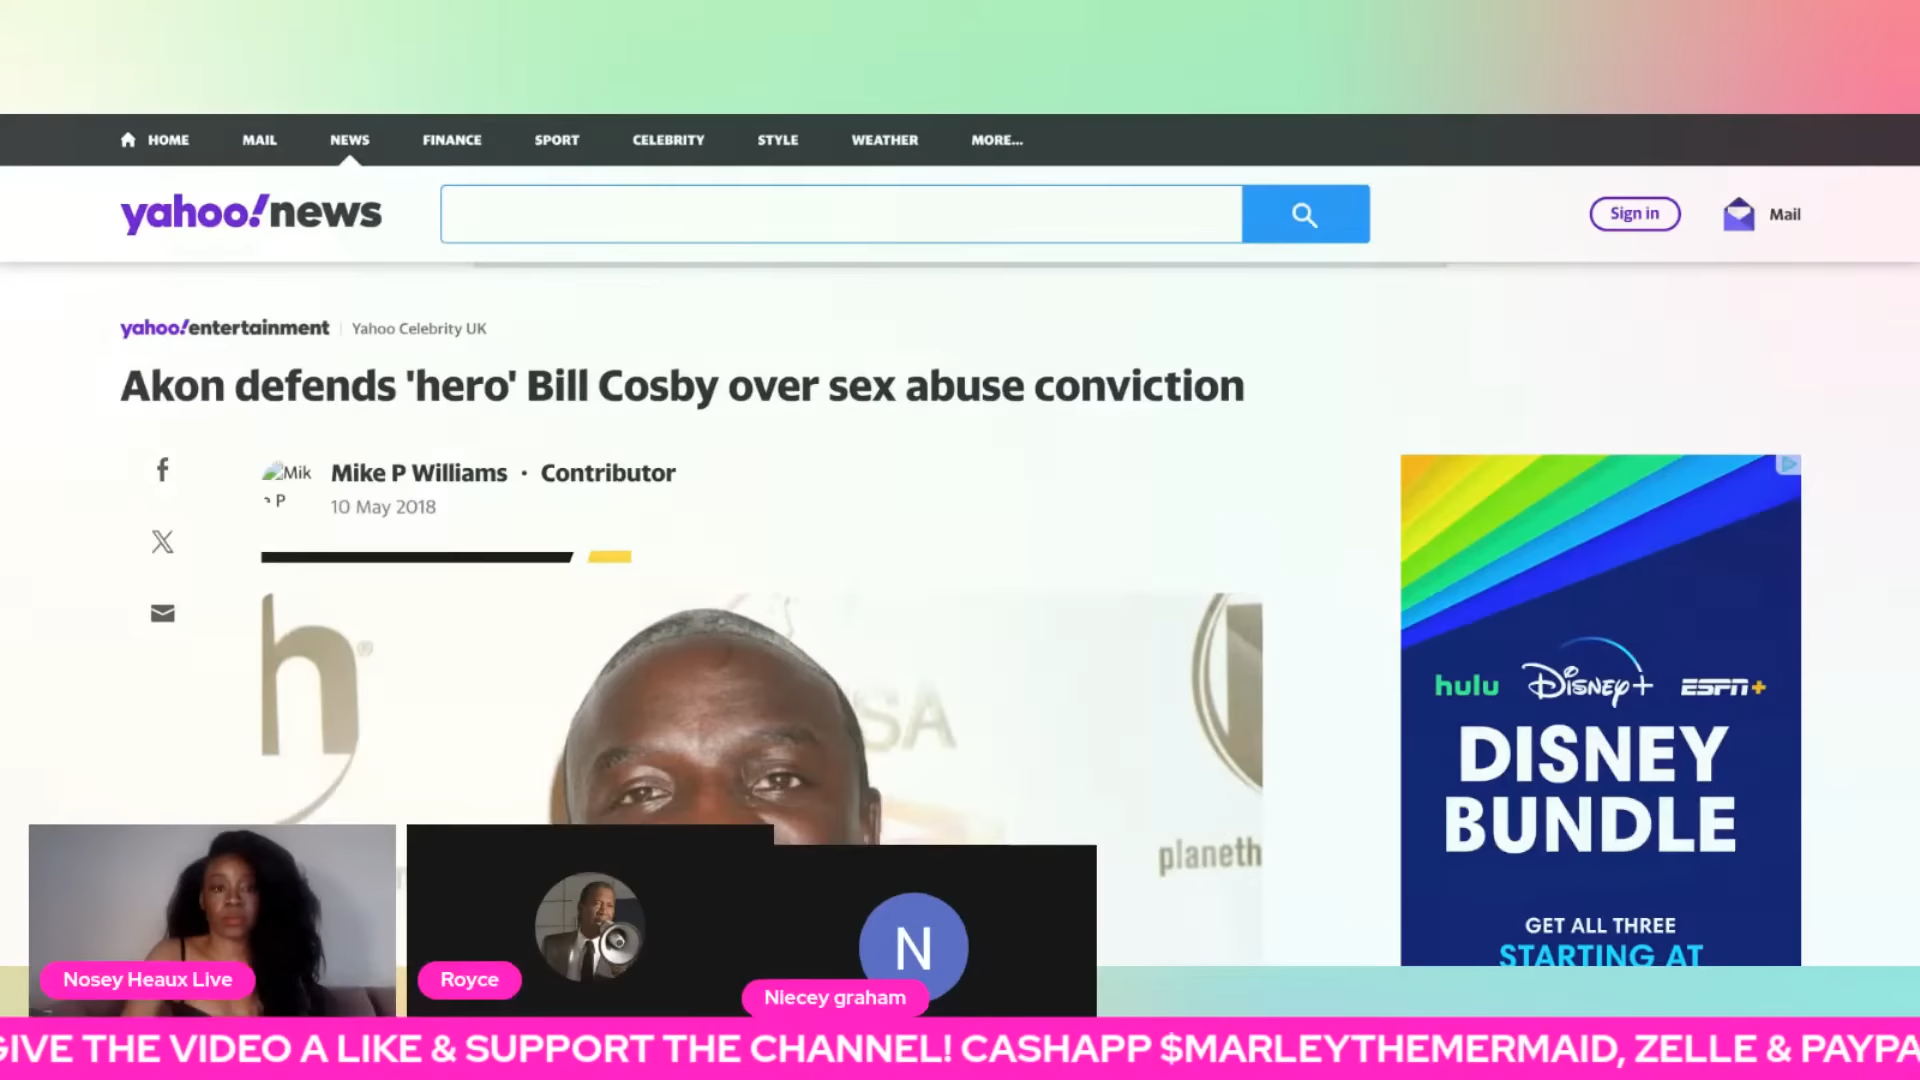 HOME MAIL NEWS FINANCE SPORT CELEBRITY STYLE WEATHER MORE...
yahoo!news
Sign in
Mail
yahoo!entertainment | Yahoo Celebrity UK
Akon defends 'hero' Bill Cosby over sex abuse conviction
Mik
P
Mike P Williams · Contributor
10 May 2018
h®
SA
planeth
hulu Disney+ ESPN+
DISNEY
BUNDLE
GET ALL THREE
STARTING AT
N
Nosey Heaux Live
Royce
Niecey graham
GIVE THE VIDEO A LIKE & SUPPORT THE CHANNEL! CASHAPP $MARLEYTHEMERMAID, ZELLE & PAYPA